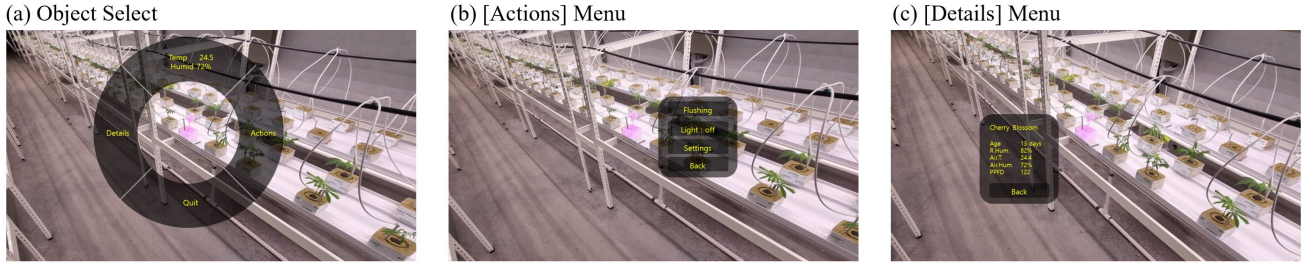 (a) Object Select
Temp 24.5
Humid 72%
Details
Actions
Quit
(b) [Actions] Menu
Flushing
Light : off
Settings
Back
(c) [Details] Menu
Cherry Blossom
Age 13 days
R.Hum. 82%
Air.T. 24.4
Air.Hum. 72%
PPFD 122
Back